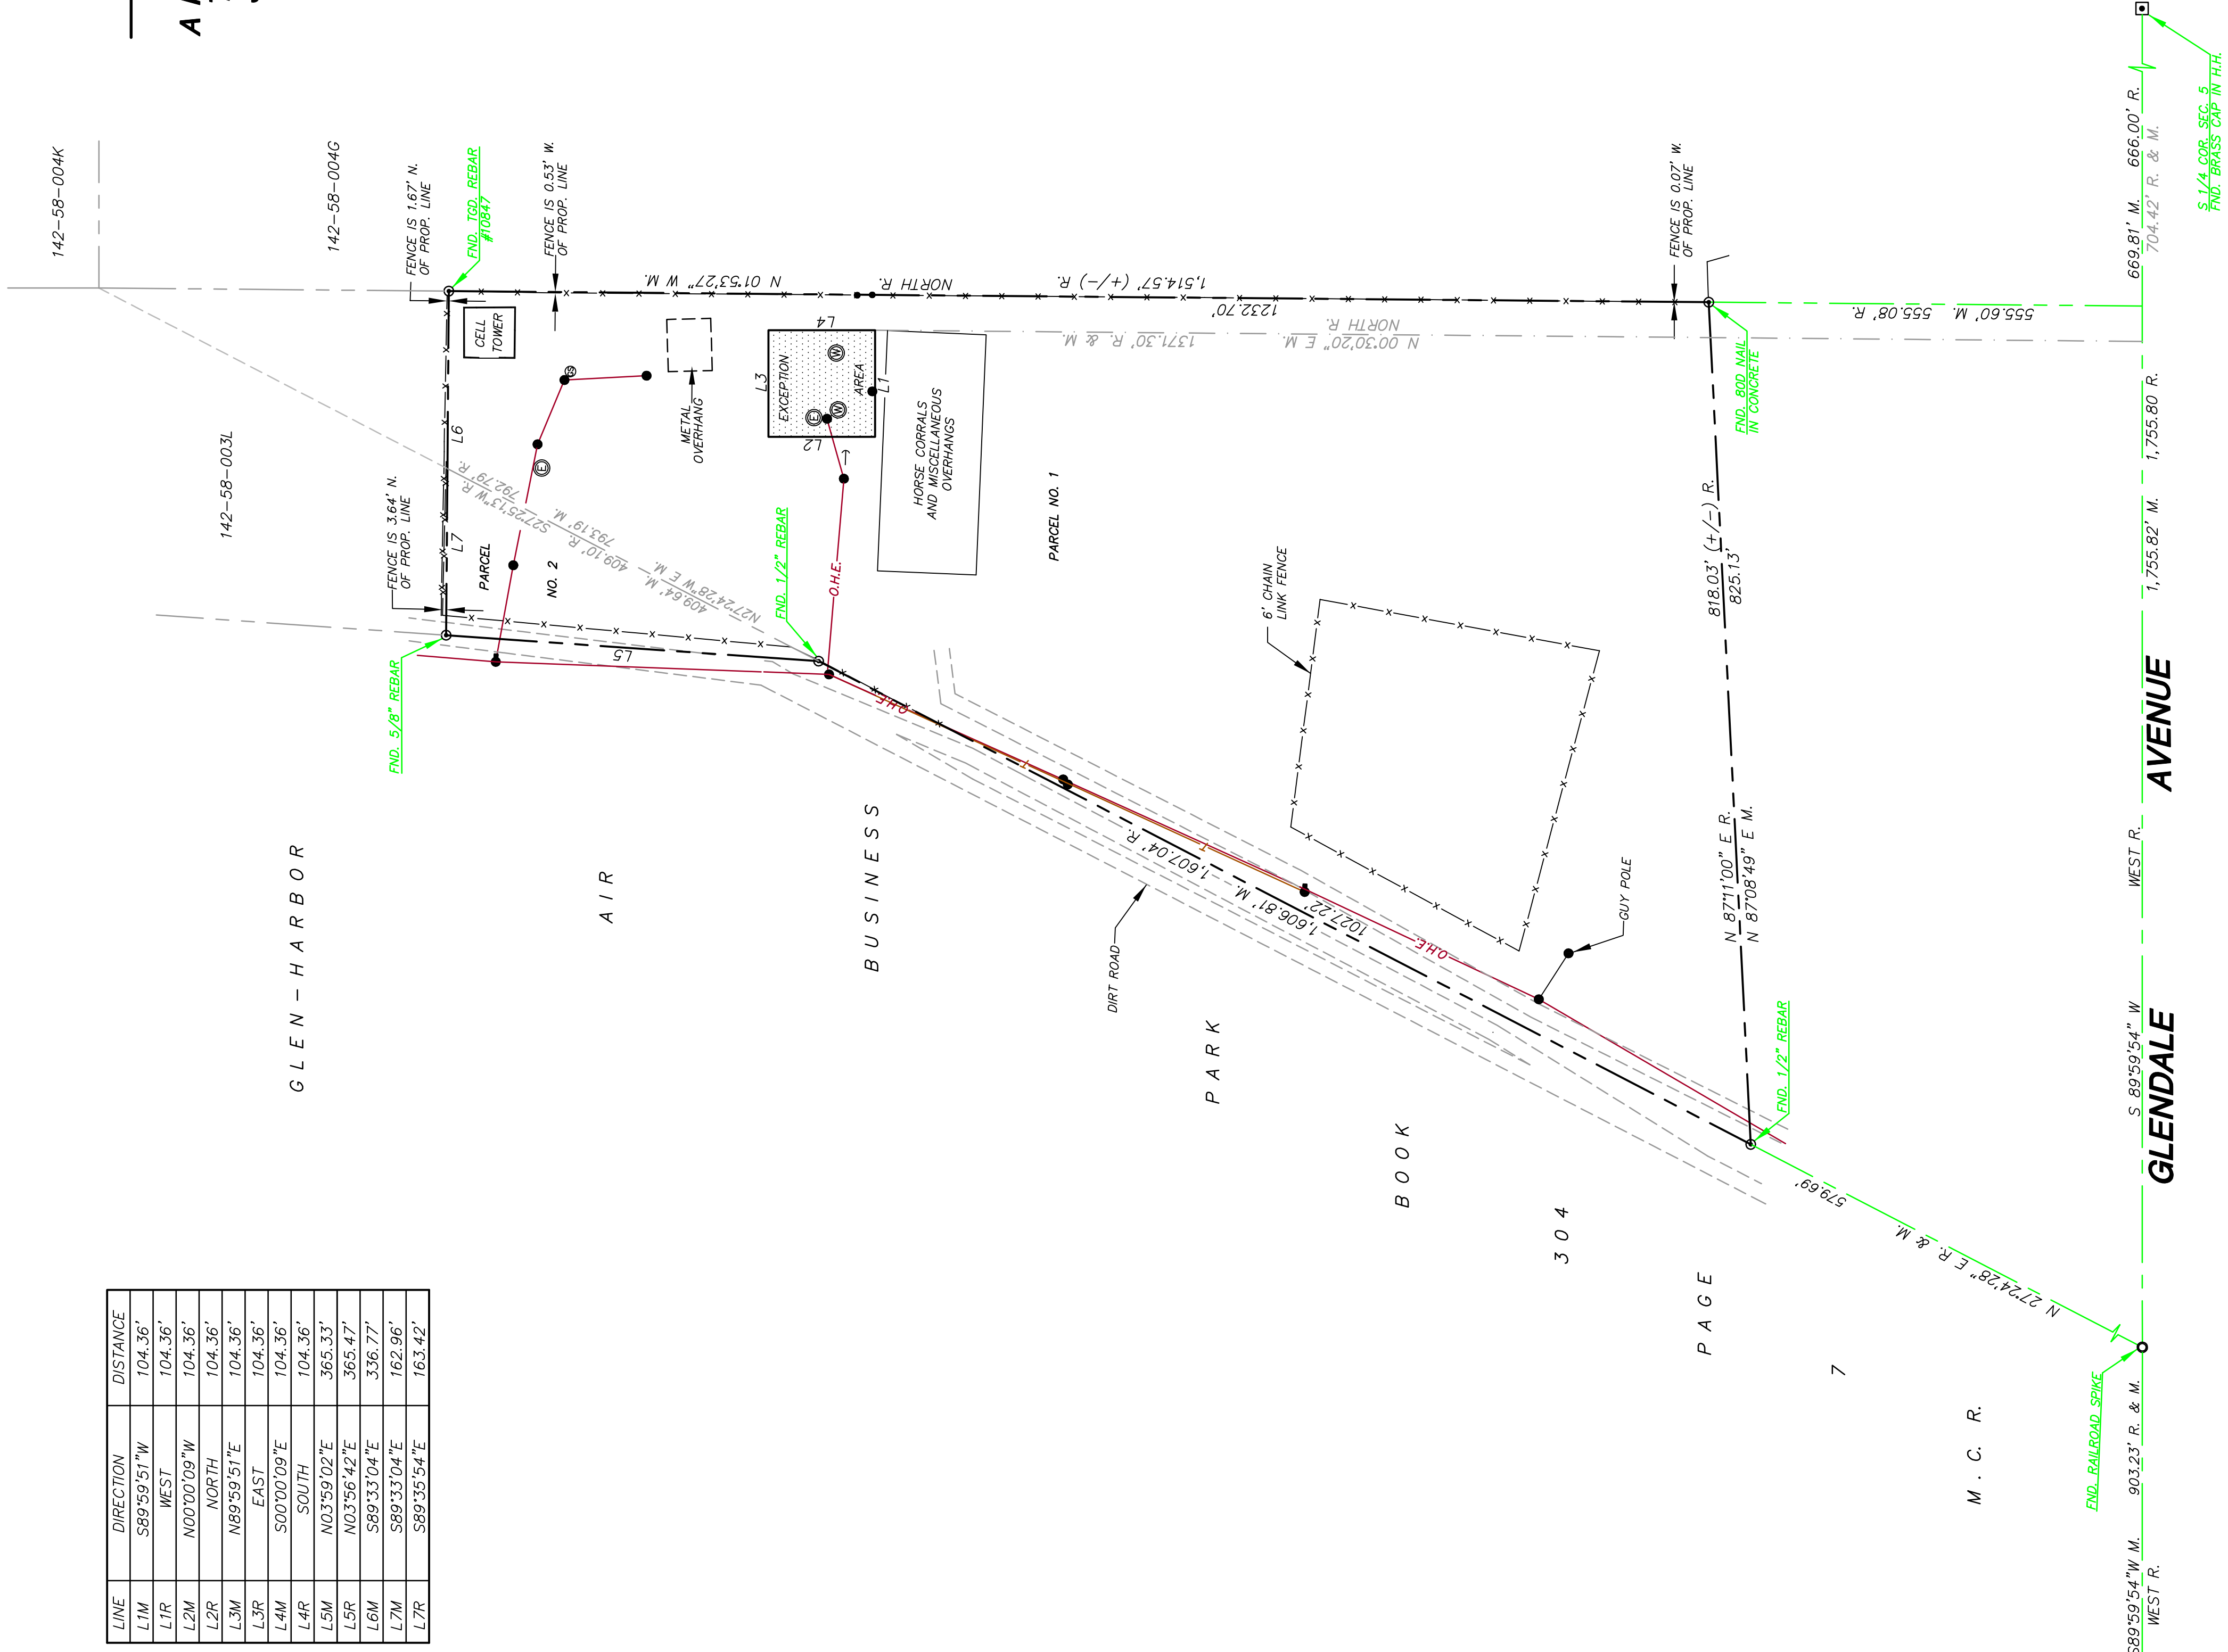 142-58-004K
142-58-004G
142-58-003L
FENCE IS 1.67' N.
OF PROP. LINE
FND. TGD. REBAR
#10847
FENCE IS 0.53' W.
OF PROP. LINE
FENCE IS 3.64' N.
OF PROP. LINE
CELL
TOWER
L6
L7
PARCEL
NO. 2
N 01°53'27" W M.
NORTH R.
1,514.57' (+/-) R.
1232.70'
NORTH R.
N 00°30'20" E M.
1371.30' R. & M.
METAL
OVERHANG
L4
L3
EXCEPTION
AREA
L1
L2
W
W
E
E
GS
HORSE CORRALS
AND MISCELLANEOUS
OVERHANGS
PARCEL NO. 1
S27°25'13"W R.
792.79' R.
793.19' M.
409.10' R.
409.64' M.
N27°24'28"W E M.
FND. 1/2" REBAR
FND. 5/8" REBAR
L5
O.H.E.
O.H.E.
O.H.E.
T
T
6' CHAIN
LINK FENCE
GUY POLE
DIRT ROAD
1,607.04' R.
1,606.81' M.
1027.22'
FENCE IS 0.07' W.
OF PROP. LINE
FND. 80D NAIL
IN CONCRETE
818.03' (+/-) R.
825.13'
N 87°11'00" E R.
N 87°08'49" E M.
FND. 1/2" REBAR
555.60' M. 555.08' R.
579.69'
N 27°24'28" E R. & M.
GLEN-HARBOR
AIR
BUSINESS
PARK
BOOK
304
PAGE
7
M.C.R.
S 1/4 COR. SEC. 5
FND. BRASS CAP IN H.H.
669.81' M. 666.00' R.
704.42' R. & M.
1,755.82' M. 1,755.80 R.
WEST R.
S 89°59'54" W
GLENDALE AVENUE
FND. RAILROAD SPIKE
903.23' R. & M.
S89°59'54"W M.
WEST R.
LINE DIRECTION DISTANCE
L1M S89°59'51"W 104.36'
L1R WEST 104.36'
L2M N00°00'09"W 104.36'
L2R NORTH 104.36'
L3M N89°59'51"E 104.36'
L3R EAST 104.36'
L4M S00°00'09"E 104.36'
L4R SOUTH 104.36'
L5M N03°59'02"E 365.33'
L5R N03°56'42"E 365.47'
L6M S89°33'04"E 336.77'
L7M S89°33'04"E 162.96'
L7R S89°35'54"E 163.42'